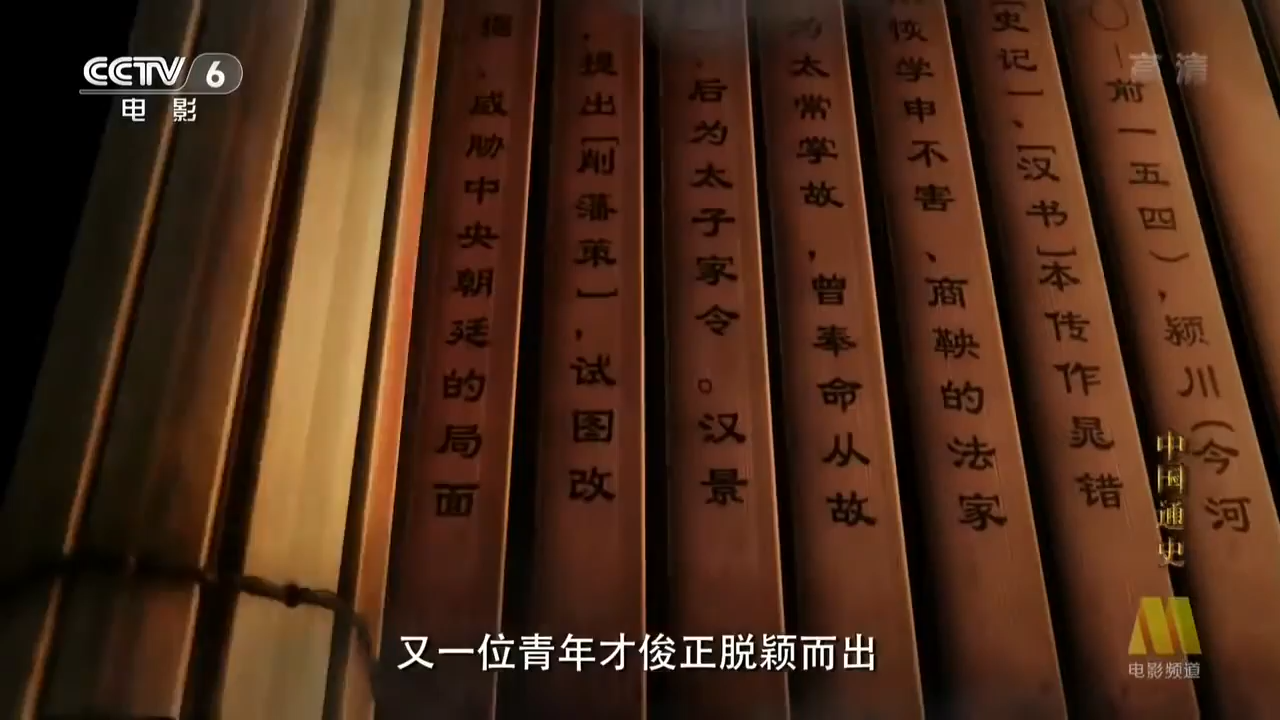 CCTV 6
电影
高清
〇—前一五四），颍川（今河
[史记一、[汉书]本传作晁错
恢学申不害、商鞅的法家
为太常掌故，曾奉命从故
，后为太子家令。汉景
，提出[削藩策]，试图改
，威胁中央朝廷的局面
中国通史
电影频道
又一位青年才俊正脱颖而出